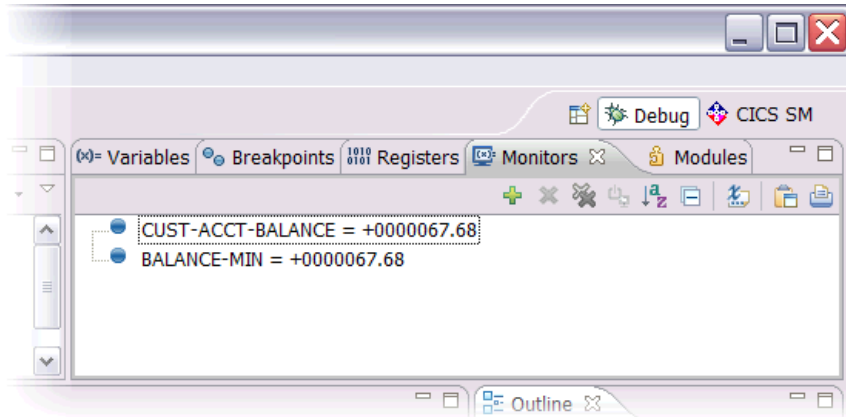 Debug CICS SM
(x)= Variables Breakpoints 1010 0101 Registers (x)= Monitors Modules
a z
CUST-ACCT-BALANCE = +0000067.68
BALANCE-MIN = +0000067.68
Outline